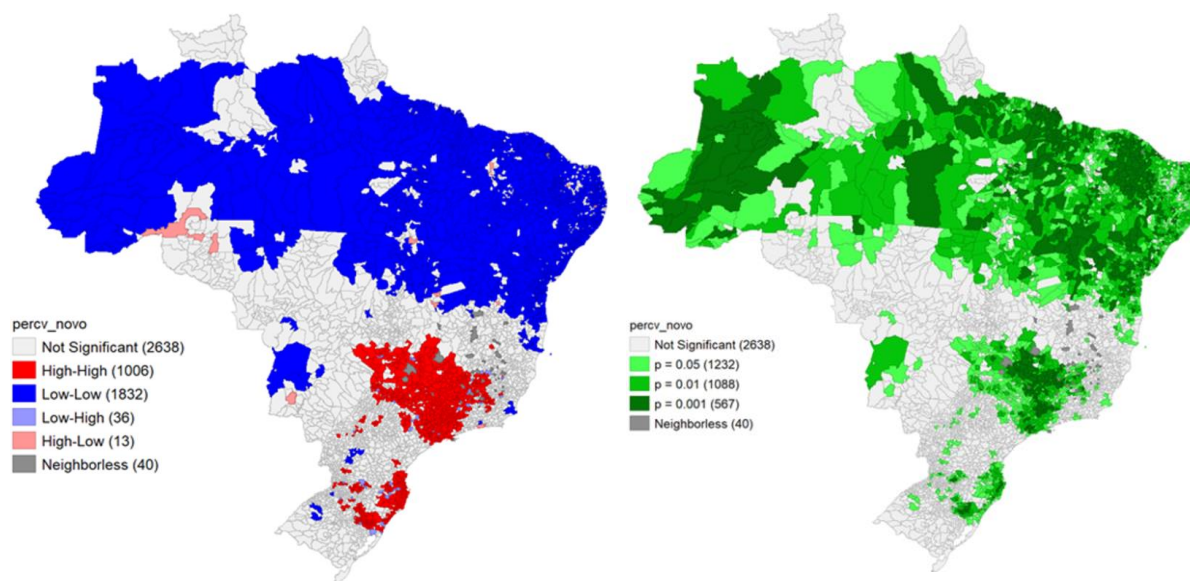 percv_novo
Not Significant (2638)
High-High (1006)
Low-Low (1832)
Low-High (36)
High-Low (13)
Neighborless (40)
percv_novo
Not Significant (2638)
p = 0.05 (1232)
p = 0.01 (1088)
p = 0.001 (567)
Neighborless (40)